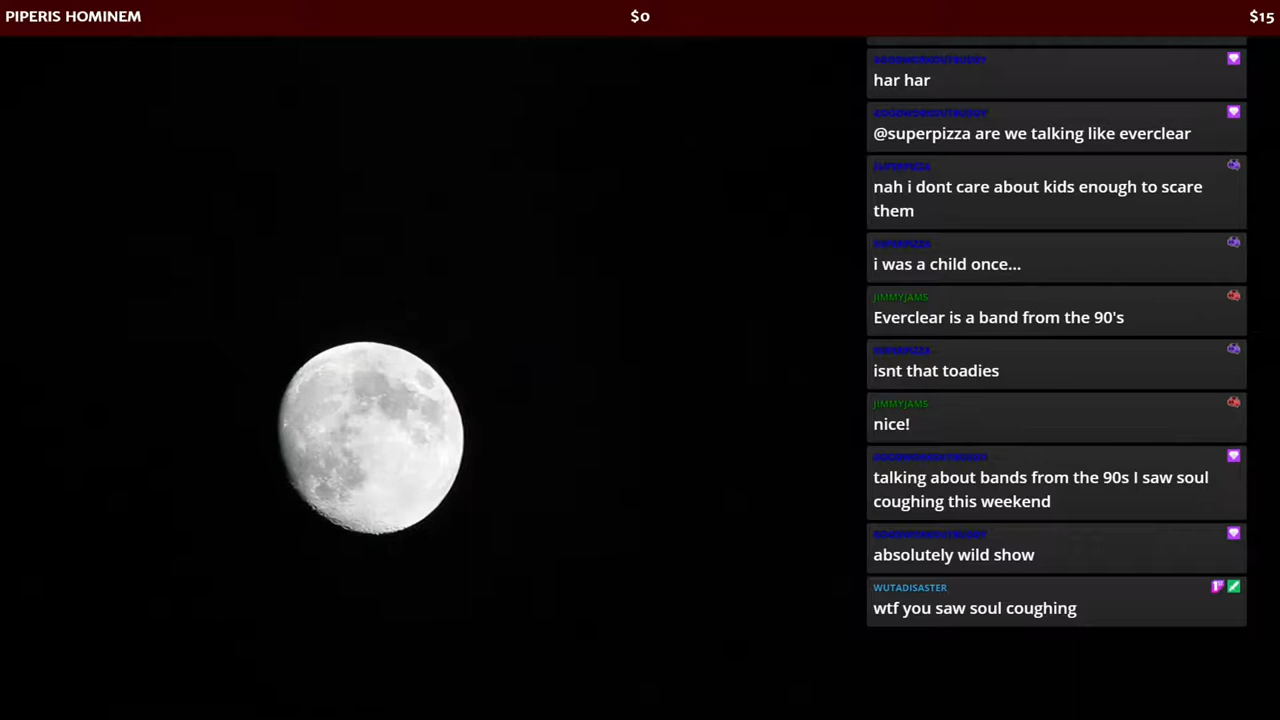 PIPERIS HOMINEM
$0
$15
har har
@superpizza are we talking like everclear
nah i dont care about kids enough to scare
them
i was a child once...
JIMMYJAMS
Everclear is a band from the 90's
isnt that toadies
JIMMYJAMS
nice!
talking about bands from the 90s I saw soul
coughing this weekend
absolutely wild show
WUTADISASTER
wtf you saw soul coughing